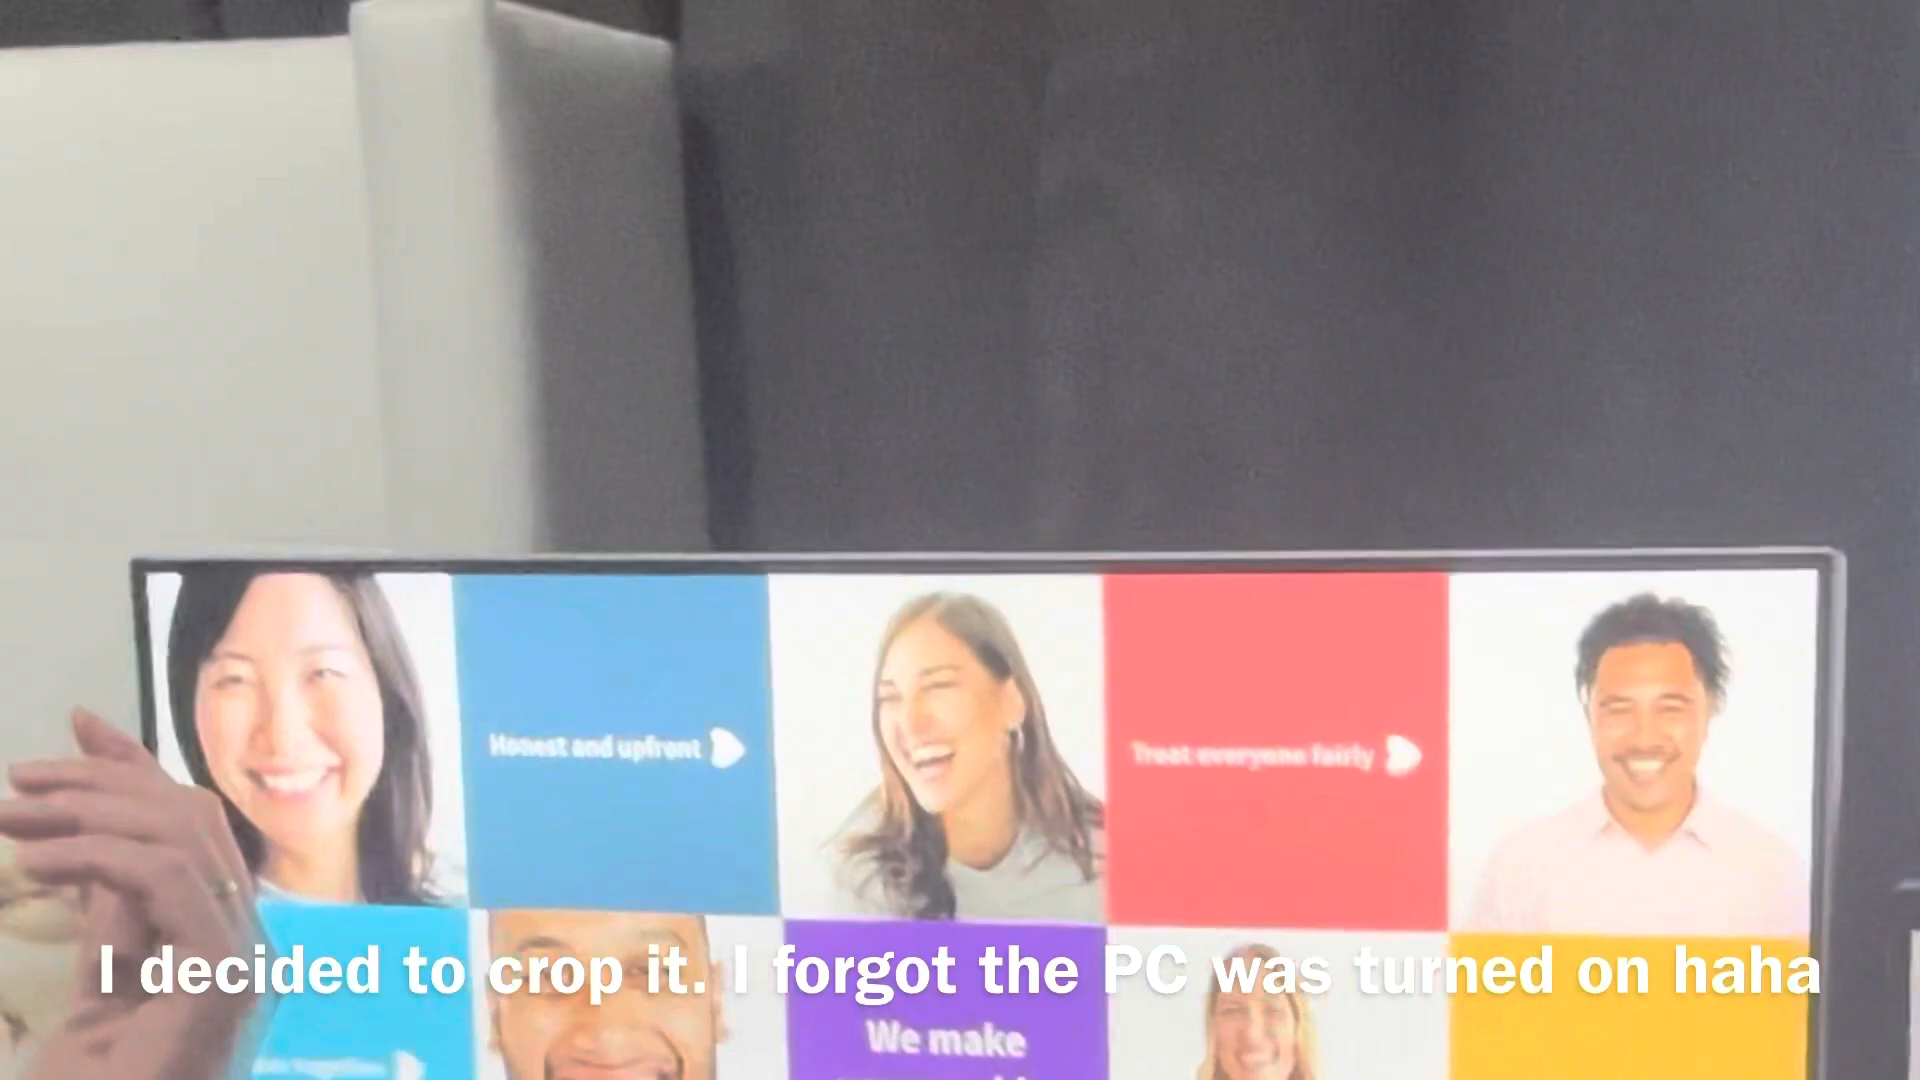 Honest and upfront
Treat everyone fairly
I decided to crop it. I forgot the PC was turned on haha
We make